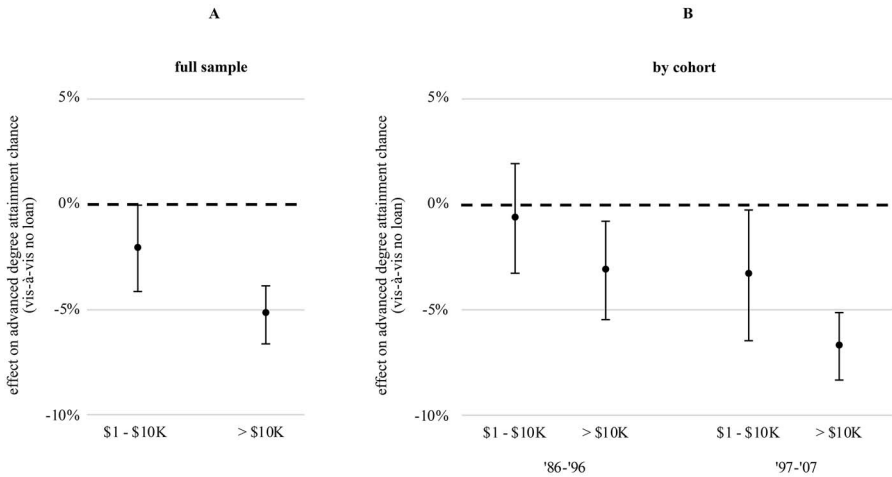 A
full sample
effect on advanced degree attainment chance
(vis-à-vis no loan)
5%
0%
-5%
-10%
$1 - $10K > $10K
B
by cohort
effect on advanced degree attainment chance
(vis-à-vis no loan)
5%
0%
-5%
-10%
$1 - $10K > $10K $1 - $10K > $10K
'86-'96 '97-'07